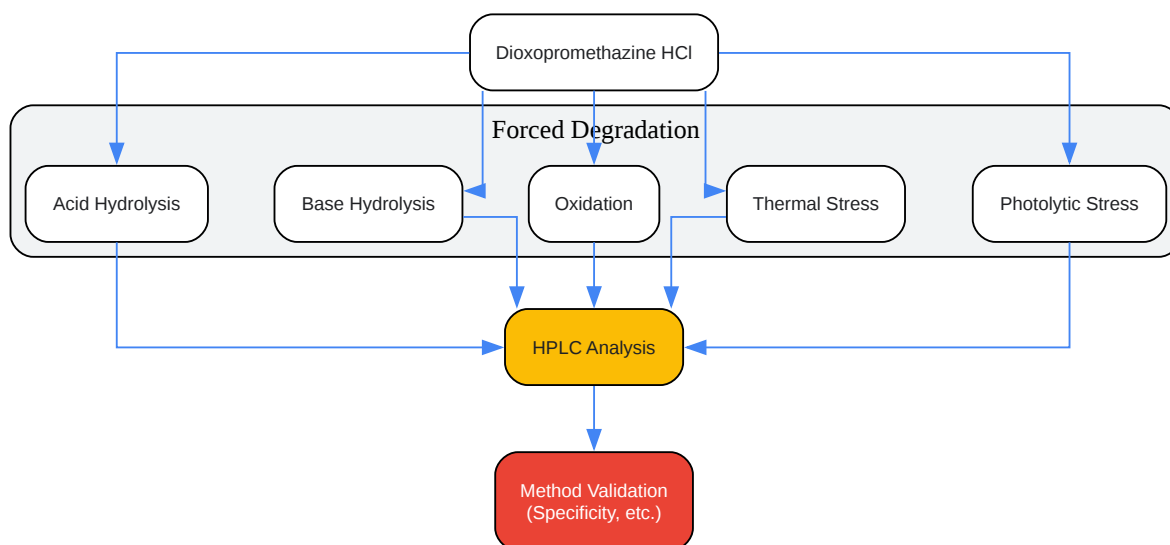 Dioxopromethazine HCl
Forced Degradation
Acid Hydrolysis
Base Hydrolysis
Oxidation
Thermal Stress
Photolytic Stress
HPLC Analysis
Method Validation
(Specificity, etc.)